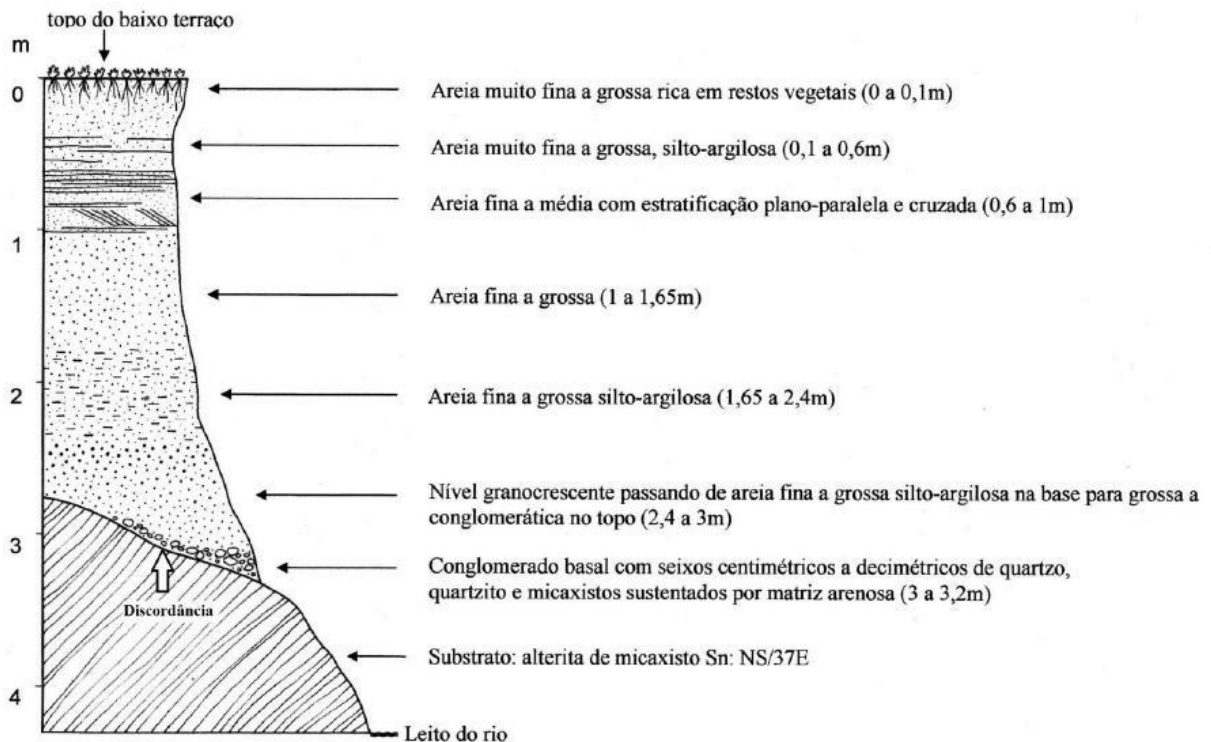 topo do baixo terraço
m
0
Areia muito fina a grossa rica em restos vegetais (0 a 0,1m)
Areia muito fina a grossa, silto-argilosa (0,1 a 0,6m)
Areia fina a média com estratificação plano-paralela e cruzada (0,6 a 1m)
1
Areia fina a grossa (1 a 1,65m)
2
Areia fina a grossa silto-argilosa (1,65 a 2,4m)
Nível granocrescente passando de areia fina a grossa silto-argilosa na base para grossa a
conglomerática no topo (2,4 a 3m)
3
Conglomerado basal com seixos centimétricos a decimétricos de quartzo,
quartzito e micaxistos sustentados por matriz arenosa (3 a 3,2m)
Discordância
Substrato: alterita de micaxisto Sn: NS/37E
4
Leito do rio